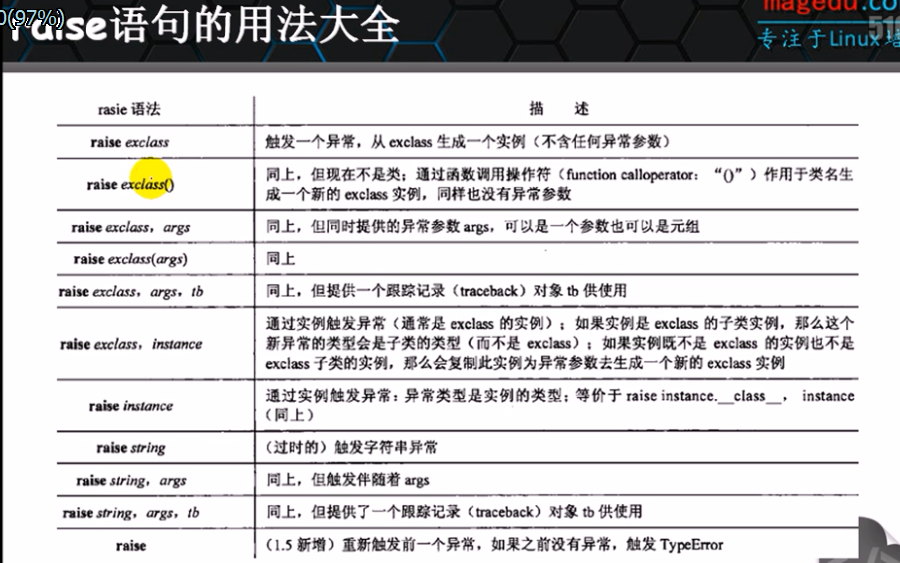 0(97%)
raise语句的用法大全
magedu.co
专注于Linux培
510
rasie 语法 描 述
raise exclass 触发一个异常，从 exclass 生成一个实例（不含任何异常参数）
raise exclass() 同上，但现在不是类；通过函数调用操作符（function calloperator：“()”）作用于类名生
成一个新的 exclass 实例，同样也没有异常参数
raise exclass，args 同上，但同时提供的异常参数 args，可以是一个参数也可以是元组
raise exclass(args) 同上
raise exclass，args，tb 同上，但提供一个跟踪记录（traceback）对象 tb 供使用
raise exclass，instance 通过实例触发异常（通常是 exclass 的实例）；如果实例是 exclass 的子类实例，那么这个
新异常的类型会是子类的类型（而不是 exclass）；如果实例既不是 exclass 的实例也不是
exclass 子类的实例，那么会复制此实例为异常参数去生成一个新的 exclass 实例
raise instance 通过实例触发异常：异常类型是实例的类型；等价于 raise instance.__class__，instance
（同上）
raise string （过时的）触发字符串异常
raise string，args 同上，但触发伴随着 args
raise string，args，tb 同上，但提供了一个跟踪记录（traceback）对象 tb 供使用
raise （1.5 新增）重新触发前一个异常，如果之前没有异常，触发 TypeError